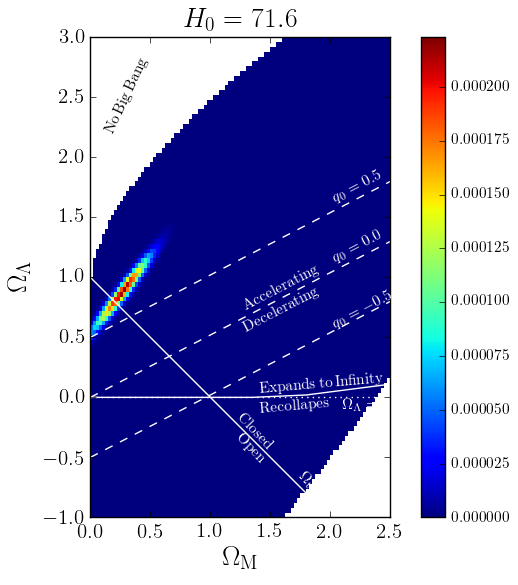 H₀ = 71.6
No Big Bang
q₀ = 0.5
q₀ = 0.0
Accelerating
Decelerating
q₀ = −0.5
Expands to Infinity
Recollapses
Ω_Λ
Closed
Open
3.0
2.5
2.0
1.5
1.0
0.5
0.0
−0.5
−1.0
Ω_Λ
0.0
0.5
1.0
1.5
2.0
2.5
Ω_M
0.000200
0.000175
0.000150
0.000125
0.000100
0.000075
0.000050
0.000025
0.000000